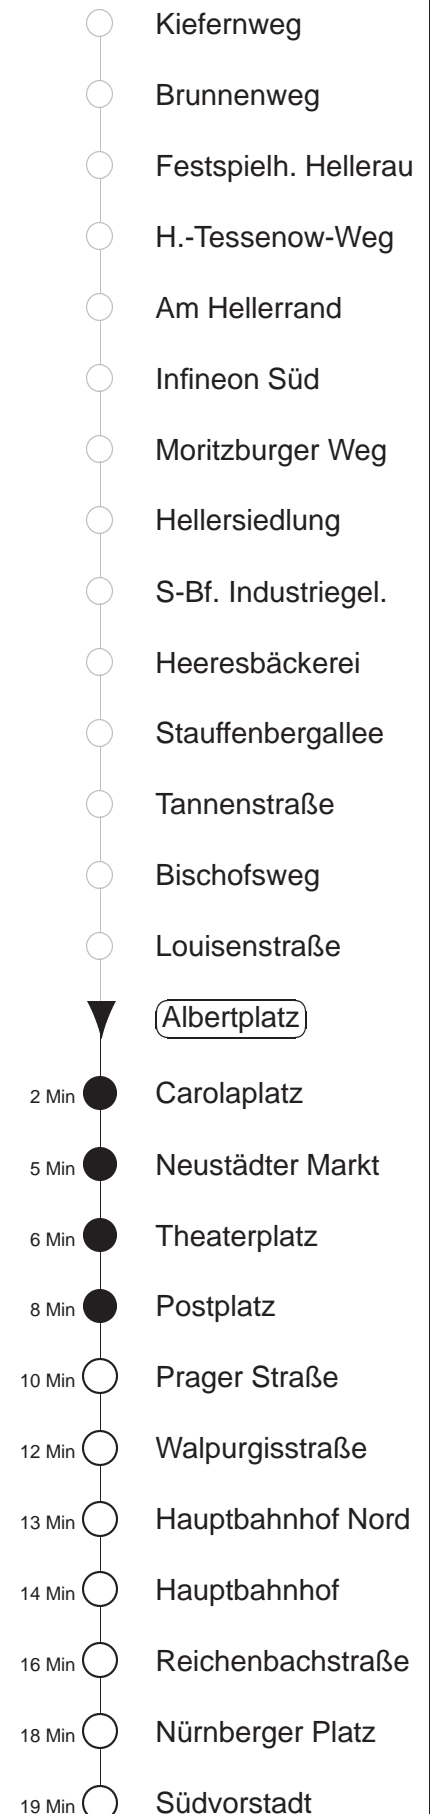 Kiefernweg
Brunnenweg
Festspielh. Hellerau
H.-Tessenow-Weg
Am Hellerrand
Infineon Süd
Moritzburger Weg
Hellersiedlung
S-Bf. Industriegel.
Heeresbäckerei
Stauffenbergallee
Tannenstraße
Bischofsweg
Louisenstraße
Albertplatz
2 Min Carolaplatz
5 Min Neustädter Markt
6 Min Theaterplatz
8 Min Postplatz
10 Min Prager Straße
12 Min Walpurgisstraße
13 Min Hauptbahnhof Nord
14 Min Hauptbahnhof
16 Min Reichenbachstraße
18 Min Nürnberger Platz
19 Min Südvorstadt